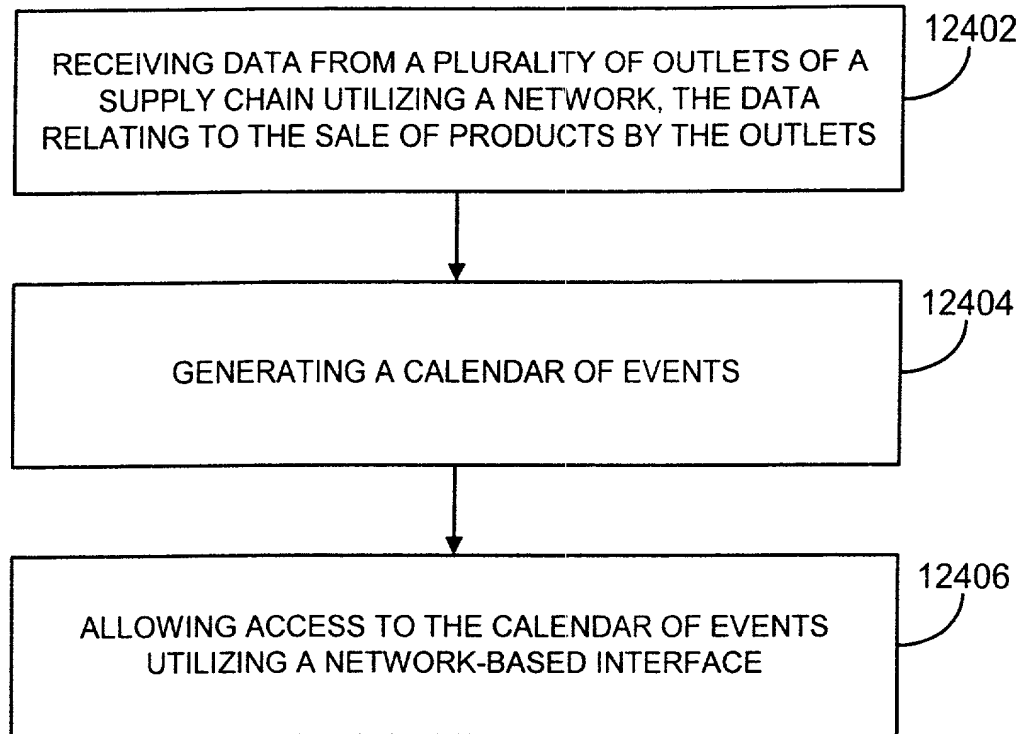 12402
RECEIVING DATA FROM A PLURALITY OF OUTLETS OF A
SUPPLY CHAIN UTILIZING A NETWORK, THE DATA
RELATING TO THE SALE OF PRODUCTS BY THE OUTLETS
12404
GENERATING A CALENDAR OF EVENTS
12406
ALLOWING ACCESS TO THE CALENDAR OF EVENTS
UTILIZING A NETWORK-BASED INTERFACE